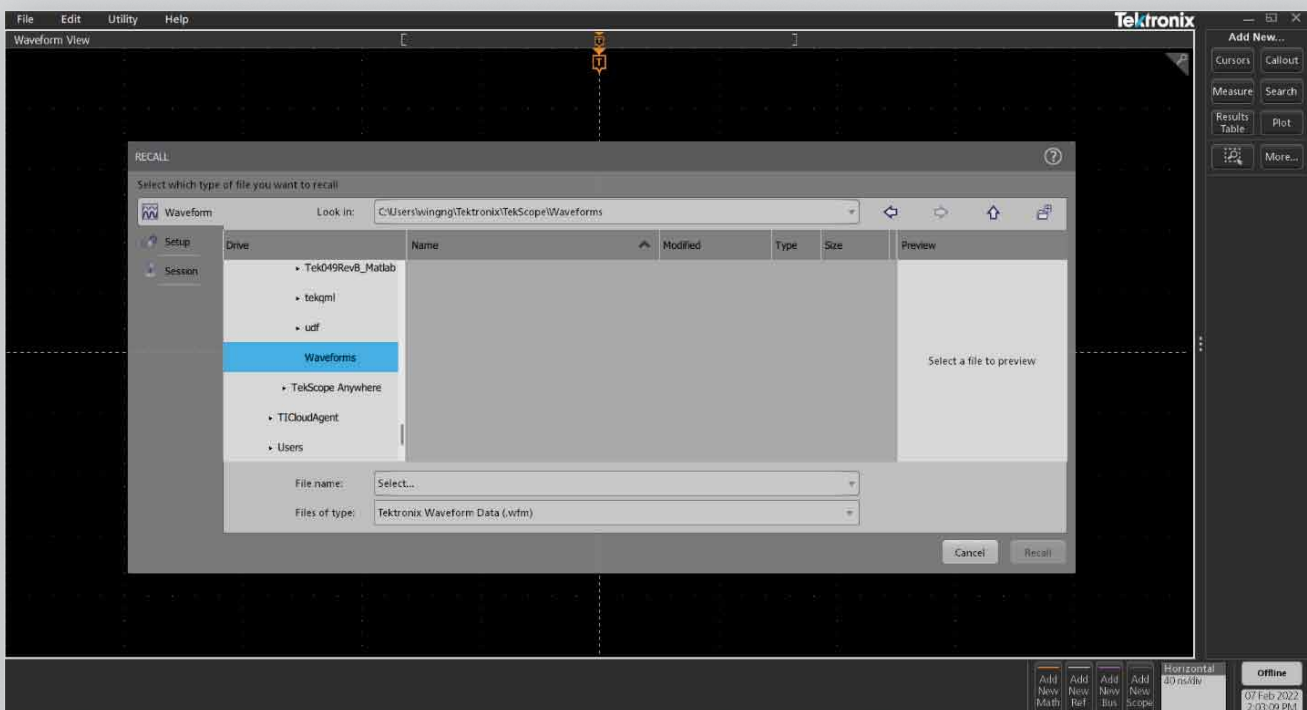 File Edit Utility Help
Tektronix
Waveform View
Add New...
Cursors Callout
Measure Search
Results Table Plot
More...
T
T
RECALL
Select which type of file you want to recall
Waveform
Setup
Session
Look in: C:\Users\wingng\Tektronix\TekScope\Waveforms
Drive Name Modified Type Size Preview
Tek049RevB_Matlab
tekqml
udf
Waveforms
TekScope Anywhere
TICloudAgent
Users
Select a file to preview
File name: Select...
Files of type: Tektronix Waveform Data (.wfm)
Cancel Recall
Add New Math
Add New Ref
Add New Bus
Add New Scope
Horizontal
40 ns/div
Offline
07 Feb 2022
2:03:09 PM